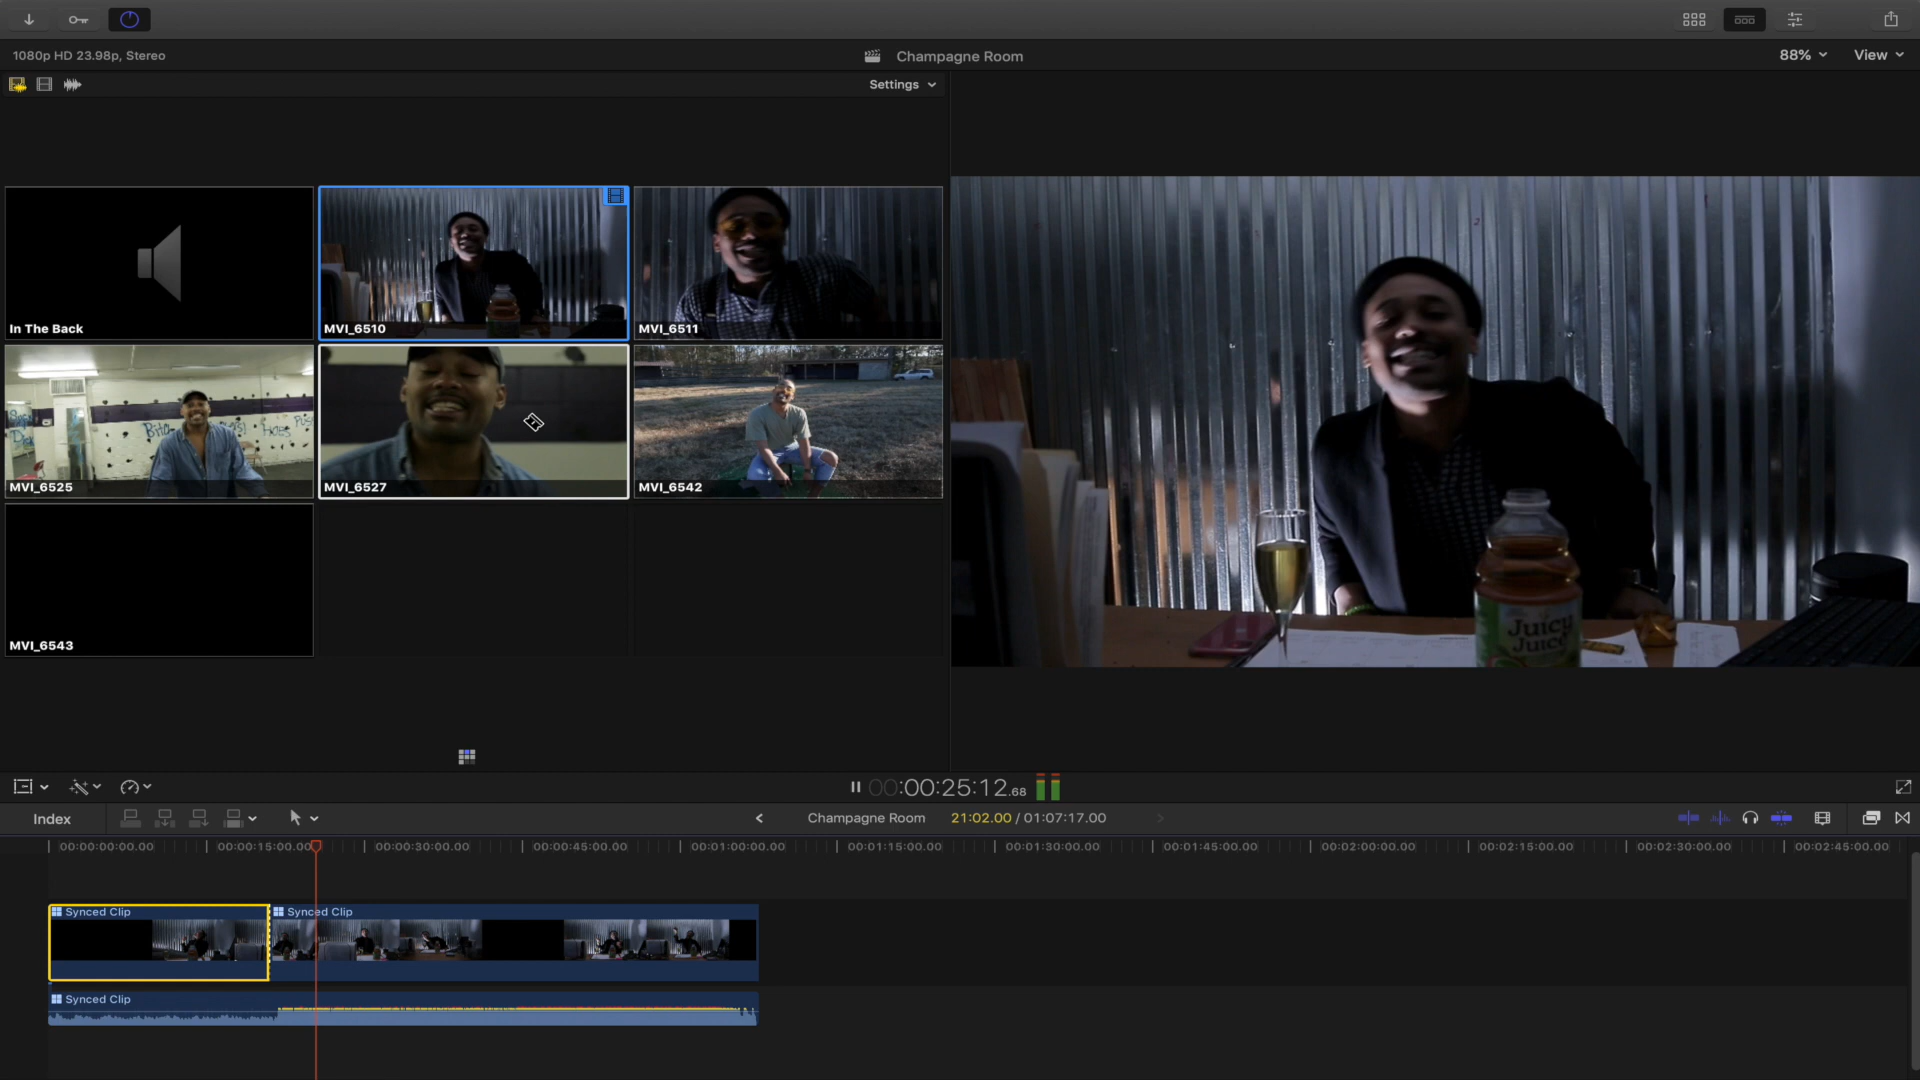 1080p HD 23.98p, Stereo
Champagne Room
88%
View
Settings
In The Back
MVI_6510
MVI_6511
MVI_6525
MVI_6527
MVI_6542
MVI_6543
Juicy
Juice
00:00:25:12.68
Index
Champagne Room
21:02.00 / 01:07:17.00
00:00:00:00.00
00:00:15:00.00
00:00:30:00.00
00:00:45:00.00
00:01:00:00.00
00:01:15:00.00
00:01:30:00.00
00:01:45:00.00
00:02:00:00.00
00:02:15:00.00
00:02:30:00.00
00:02:45:00.00
Synced Clip
Synced Clip
Synced Clip